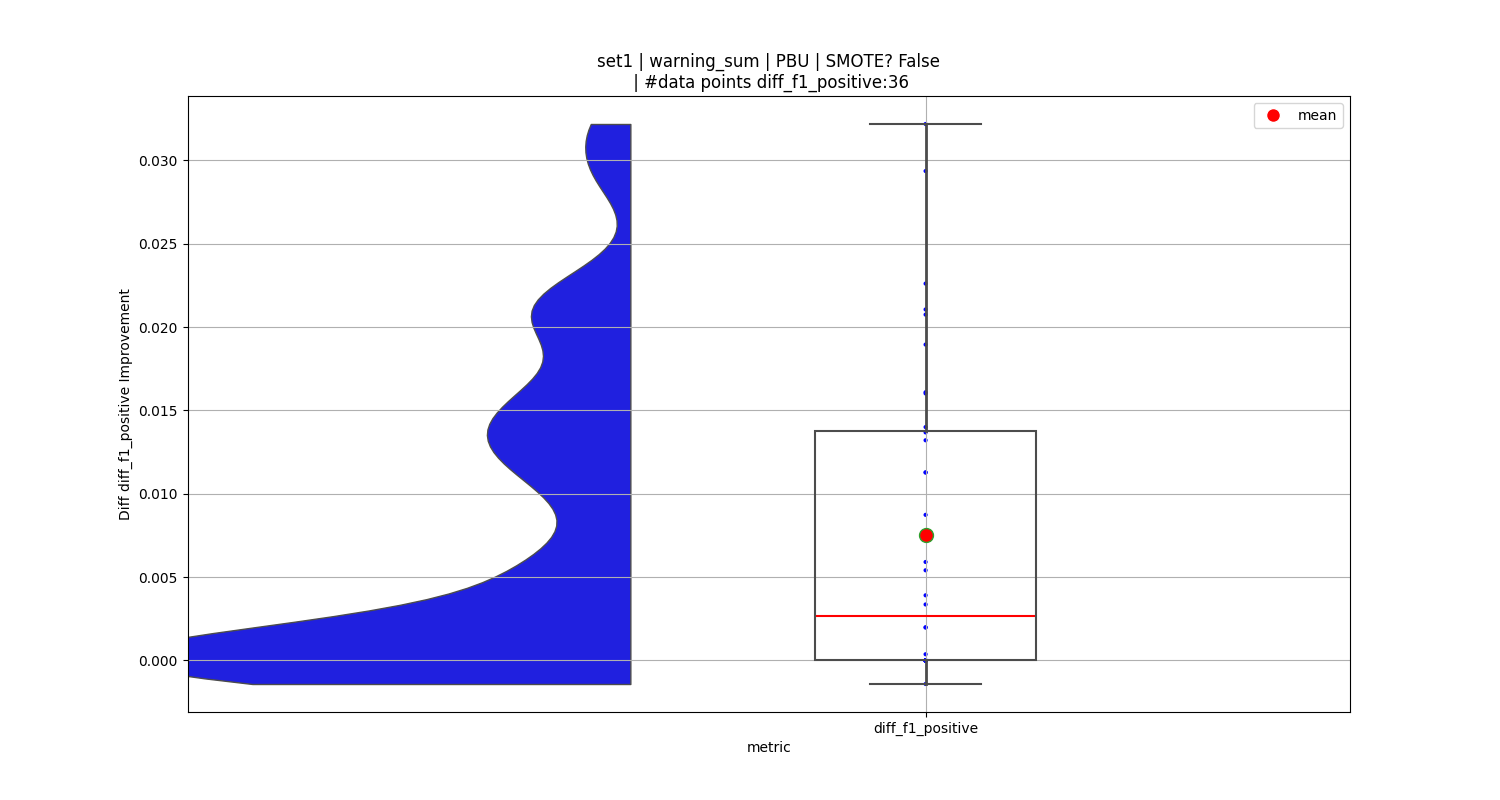 set1 | warning_sum | PBU | SMOTE? False
| #data points diff_f1_positive:36
mean
0.030
0.025
0.020
0.015
0.010
0.005
0.000
Diff diff_f1_positive Improvement
diff_f1_positive
metric